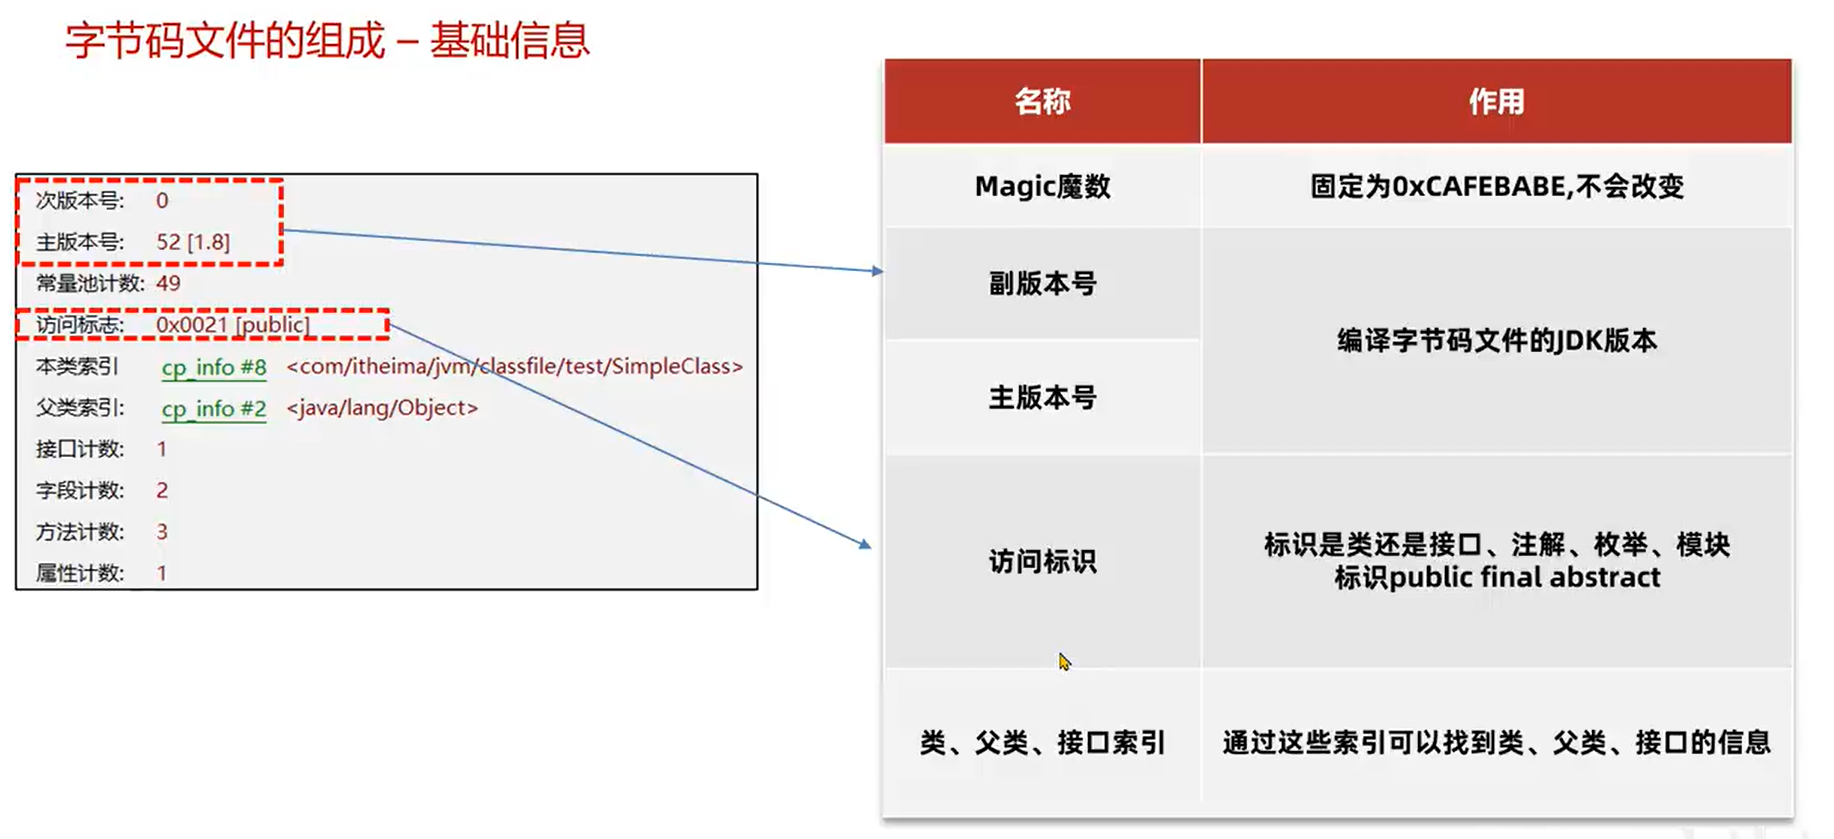 字节码文件的组成 – 基础信息
次版本号: 0
主版本号: 52 [1.8]
常量池计数: 49
访问标志: 0x0021 [public]
本类索引 cp_info #8 <com/itheima/jvm/classfile/test/SimpleClass>
父类索引: cp_info #2 <java/lang/Object>
接口计数: 1
字段计数: 2
方法计数: 3
属性计数: 1
名称 作用
Magic魔数 固定为0xCAFEBABE,不会改变
副版本号
编译字节码文件的JDK版本
主版本号
访问标识
标识是类还是接口、注解、枚举、模块
标识public final abstract
类、父类、接口索引 通过这些索引可以找到类、父类、接口的信息